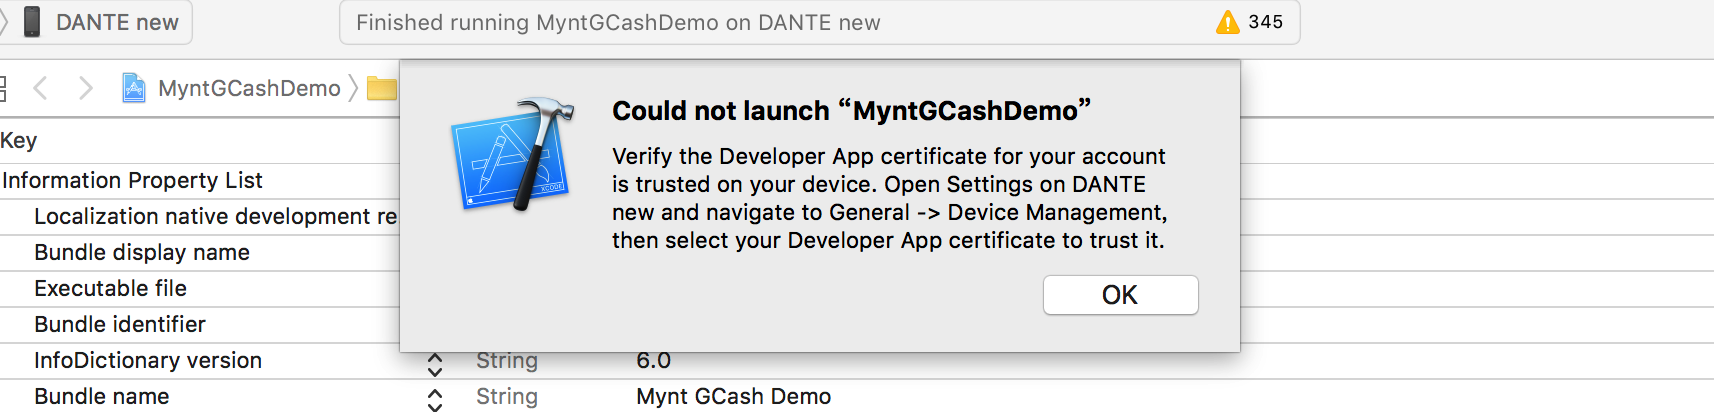 DANTE new
Finished running MyntGCashDemo on DANTE new
345
MyntGCashDemo
Could not launch “MyntGCashDemo”
Verify the Developer App certificate for your account
is trusted on your device. Open Settings on DANTE
new and navigate to General -> Device Management,
then select your Developer App certificate to trust it.
OK
XCODE
Key
Information Property List
Localization native development re
Bundle display name
Executable file
Bundle identifier
InfoDictionary version String 6.0
Bundle name String Mynt GCash Demo